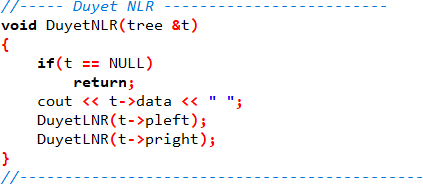 //----- Duyet NLR ------------------------
void DuyetNLR(tree &t)
{
    if(t == NULL)
        return;
    cout << t->data << " ";
    DuyetLNR(t->pleft);
    DuyetLNR(t->pright);
}
//------------------------------------------------